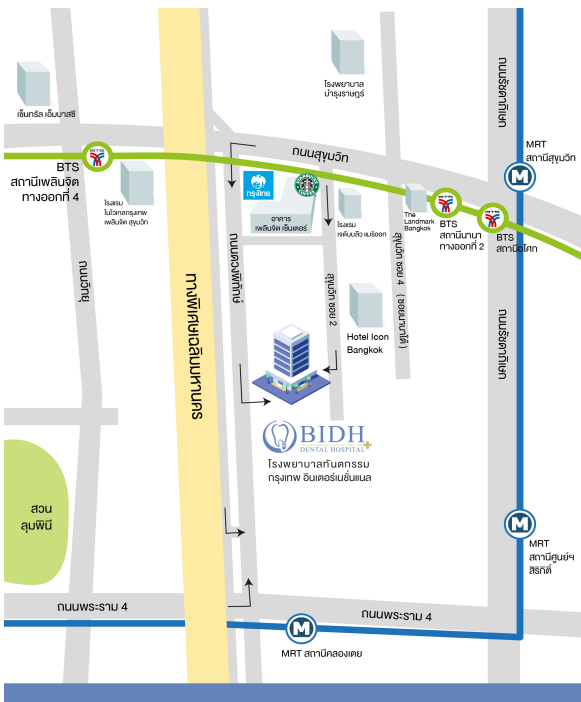 โรงพยาบาล
บำรุงราษฎร์
ถนนรัชดาภิเษก
เซ็นทรัล เอ็มบาสซี
ถนนสุขุมวิท
MRT
สถานีสุขุมวิท
BTS
BTS
สถานีเพลินจิต
ทางออกที่ 4
กรุงไทย
STARBUCKS COFFEE
โรงแรม
โนโวเทลกรุงเทพ
เพลินจิต สุขุมวิท
อาคาร
เพลินจิต เซ็นเตอร์
โรงแรม
เจดับบลิว แมริออท
The
Landmark
Bangkok
BTS
BTS
สถานีนานา
ทางออกที่ 2
BTS
BTS
สถานีอโศก
ถนนวิทยุ
ทางพิเศษเฉลิมมหานคร
ถนนดวงพิทักษ์
สุขุมวิท ซอย 2
สุขุมวิท ซอย 4 (ซอยนานาใต้)
ถนนรัชดาภิเษก
Hotel Icon
Bangkok
BIDH
DENTAL HOSPITAL
โรงพยาบาลทันตกรรม
กรุงเทพ อินเตอร์เนชั่นแนล
สวน
ลุมพินี
MRT
สถานีศูนย์ฯ
สิริกิติ์
ถนนพระราม 4
ถนนพระราม 4
MRT สถานีคลองเตย